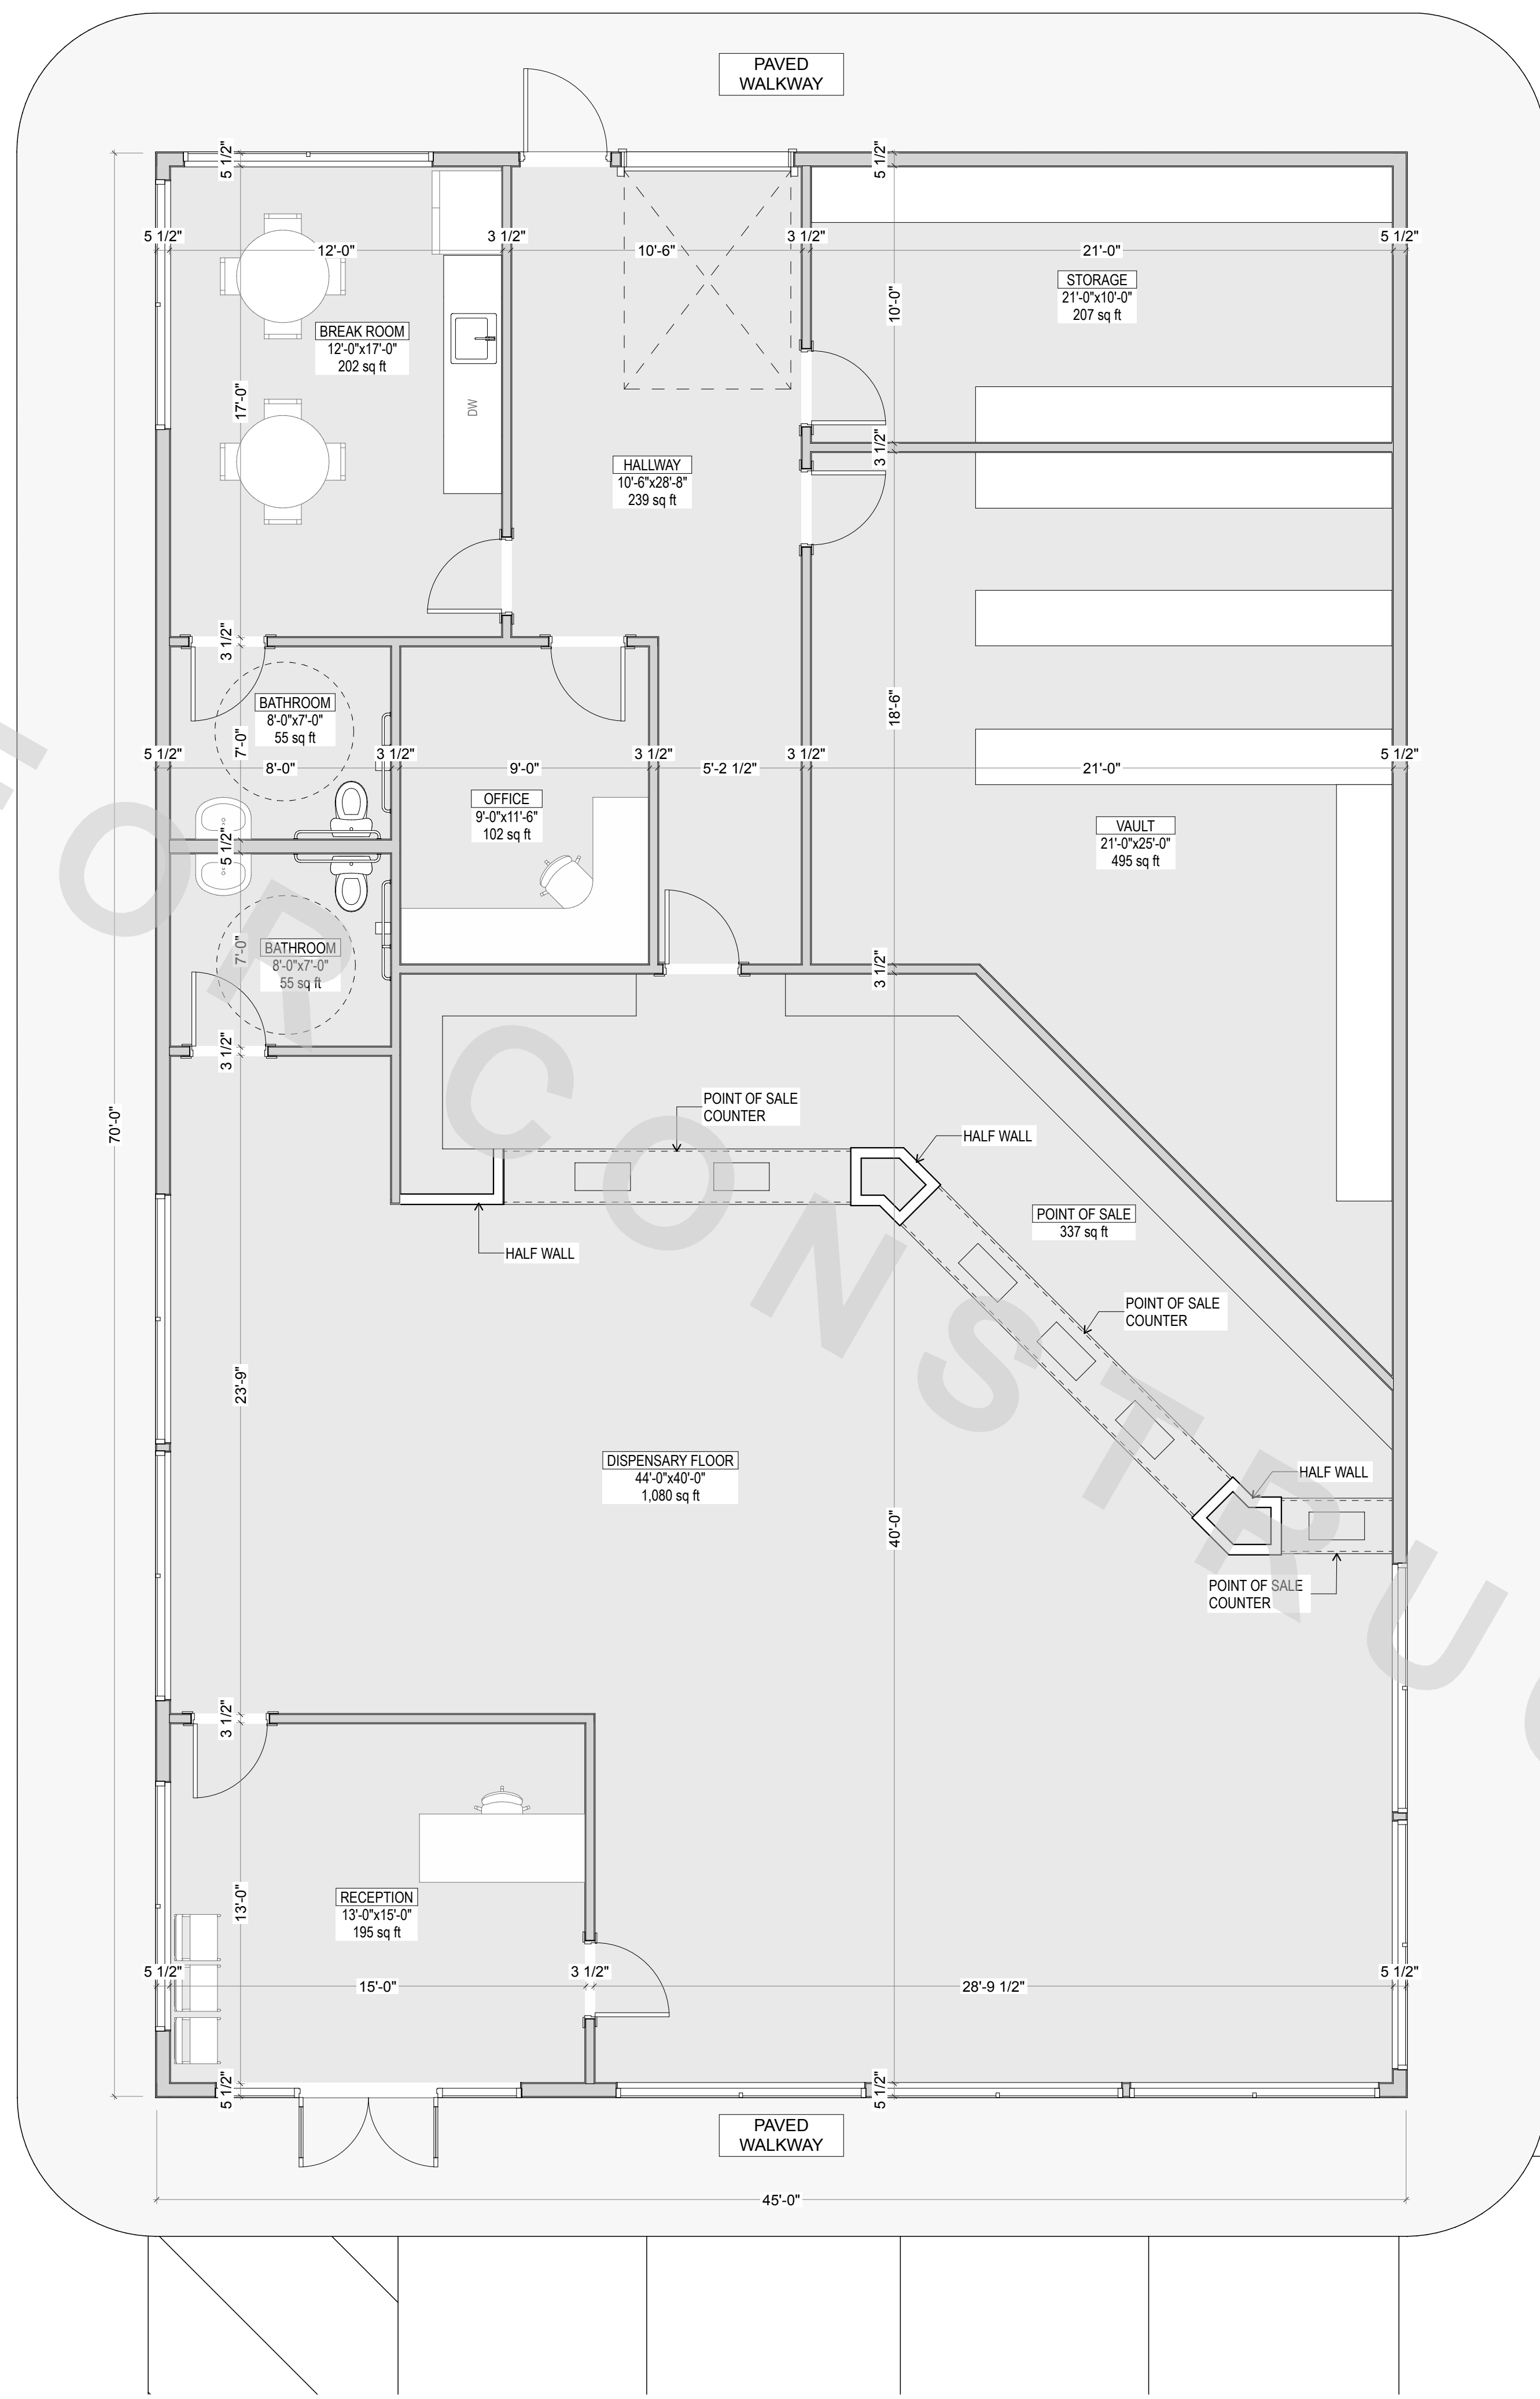 PAVED
WALKWAY
5 1/2"
5 1/2"
5 1/2"
12'-0"
3 1/2"
10'-6"
3 1/2"
21'-0"
5 1/2"
STORAGE
21'-0"x10'-0"
207 sq ft
10'-0"
BREAK ROOM
12'-0"x17'-0"
202 sq ft
17'-0"
DW
3 1/2"
HALLWAY
10'-6"x28'-8"
239 sq ft
3 1/2"
BATHROOM
8'-0"x7'-0"
55 sq ft
7'-0"
18'-6"
5 1/2"
8'-0"
3 1/2"
9'-0"
3 1/2"
5'-2 1/2"
3 1/2"
21'-0"
5 1/2"
OFFICE
9'-0"x11'-6"
102 sq ft
VAULT
21'-0"x25'-0"
495 sq ft
5 1/2"
BATHROOM
8'-0"x7'-0"
55 sq ft
7'-0"
3 1/2"
3 1/2"
70'-0"
POINT OF SALE
COUNTER
HALF WALL
POINT OF SALE
337 sq ft
HALF WALL
POINT OF SALE
COUNTER
23'-9"
DISPENSARY FLOOR
44'-0"x40'-0"
1,080 sq ft
HALF WALL
40'-0"
POINT OF SALE
COUNTER
3 1/2"
RECEPTION
13'-0"x15'-0"
195 sq ft
13'-0"
5 1/2"
15'-0"
3 1/2"
28'-9 1/2"
5 1/2"
5 1/2"
5 1/2"
PAVED
WALKWAY
45'-0"
FOR CONSTRUC